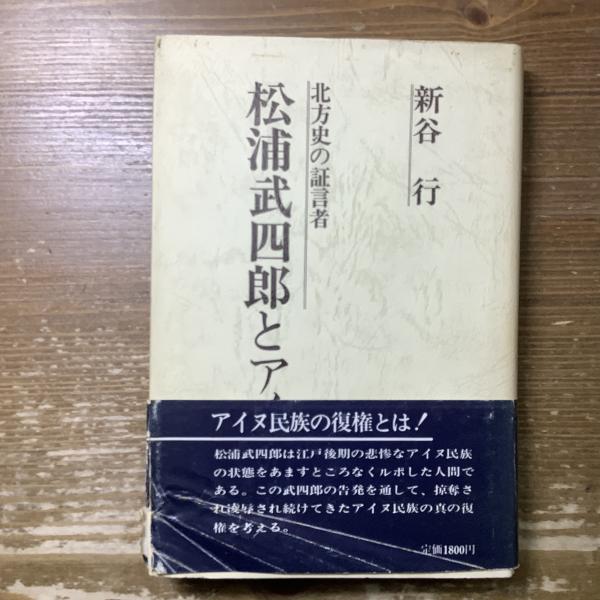 新谷 行
北方史の証言者
松浦武四郎とア
アイヌ民族の復権とは!
松浦武四郎は江戸後期の悲惨なアイヌ民族
の状態をあますところなくルポした人間で
ある。この武四郎の告発を通して、掠奪さ
れ凌辱され続けてきたアイヌ民族の真の復
権を考える。
定価1800円